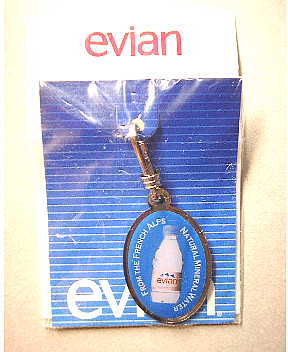 evian
FROM THE FRENCH ALPS
NATURAL MINERAL WATER
evian
evian